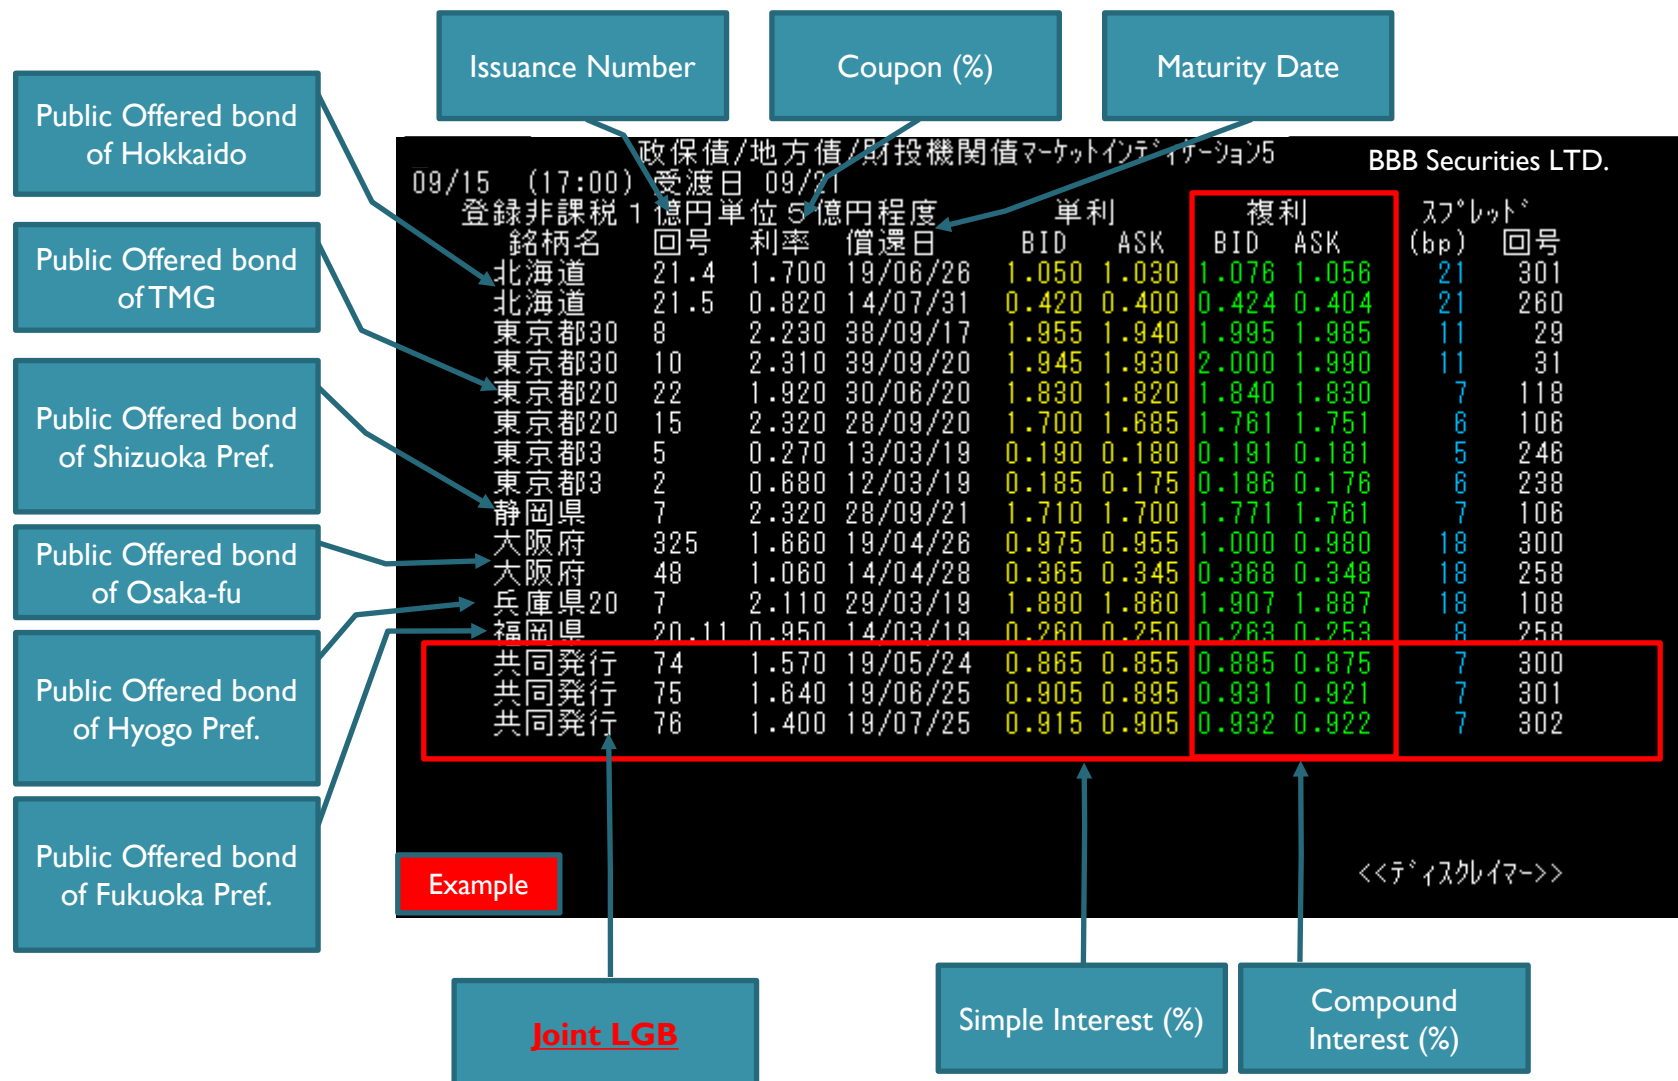 Issuance Number
Coupon (%)
Maturity Date
Public Offered bond
of Hokkaido
Public Offered bond
of TMG
Public Offered bond
of Shizuoka Pref.
Public Offered bond
of Osaka-fu
Public Offered bond
of Hyogo Pref.
Public Offered bond
of Fukuoka Pref.
政保債/地方債/財投機関債ﾏｰｹｯﾄｲﾝﾃﾞｨｹｰｼｮﾝ5
BBB Securities LTD.
09/15 (17:00) 受渡日 09/21
登録非課税1億円単位5億円程度 単利 複利 ｽﾌﾟﾚｯﾄﾞ
銘柄名 回号 利率 償還日 BID ASK BID ASK (bp) 回号
北海道 21.4 1.700 19/06/26 1.050 1.030 1.076 1.056 21 301
北海道 21.5 0.820 14/07/31 0.420 0.400 0.424 0.404 21 260
東京都30 8 2.230 38/09/17 1.955 1.940 1.995 1.985 11 29
東京都30 10 2.310 39/09/20 1.945 1.930 2.000 1.990 11 31
東京都20 22 1.920 30/06/20 1.830 1.820 1.840 1.830 7 118
東京都20 15 2.320 28/09/20 1.700 1.685 1.761 1.751 6 106
東京都3 5 0.270 13/03/19 0.190 0.180 0.191 0.181 5 246
東京都3 2 0.680 12/03/19 0.185 0.175 0.186 0.176 6 238
静岡県 7 2.320 28/09/21 1.710 1.700 1.771 1.761 7 106
大阪府 325 1.660 19/04/26 0.975 0.955 1.000 0.980 18 300
大阪府 48 1.060 14/04/28 0.365 0.345 0.368 0.348 18 258
兵庫県20 7 2.110 29/03/19 1.880 1.860 1.907 1.887 18 108
福岡県 20.11 0.950 14/03/19 0.260 0.250 0.263 0.253 8 258
共同発行 74 1.570 19/05/24 0.865 0.855 0.885 0.875 7 300
共同発行 75 1.640 19/06/25 0.905 0.895 0.931 0.921 7 301
共同発行 76 1.400 19/07/25 0.915 0.905 0.932 0.922 7 302
<<ﾃﾞｨｽｸﾚｲﾏｰ>>
Example
Joint LGB
Simple Interest (%)
Compound
Interest (%)